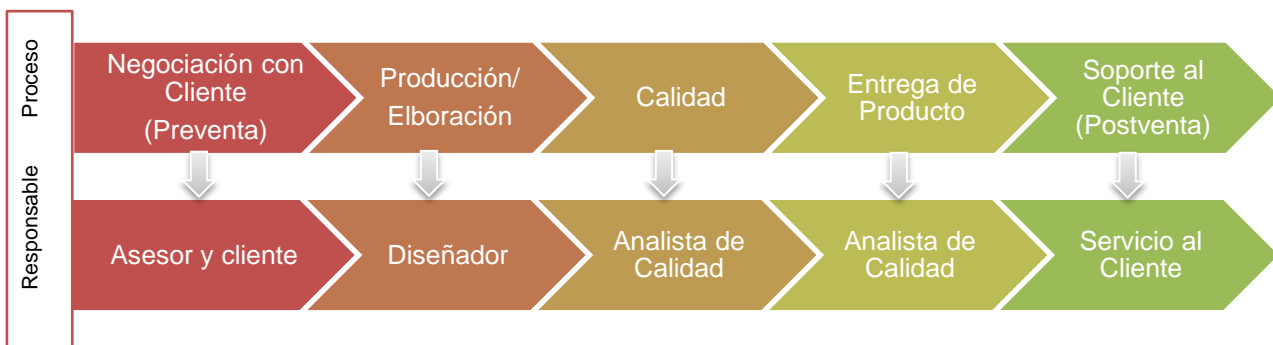 Proceso
Negociación con
Cliente
(Preventa)
Producción/
Elboración
Calidad
Entrega de
Producto
Soporte al
Cliente
(Postventa)
Responsable
Asesor y cliente
Diseñador
Analista de
Calidad
Analista de
Calidad
Servicio al
Cliente